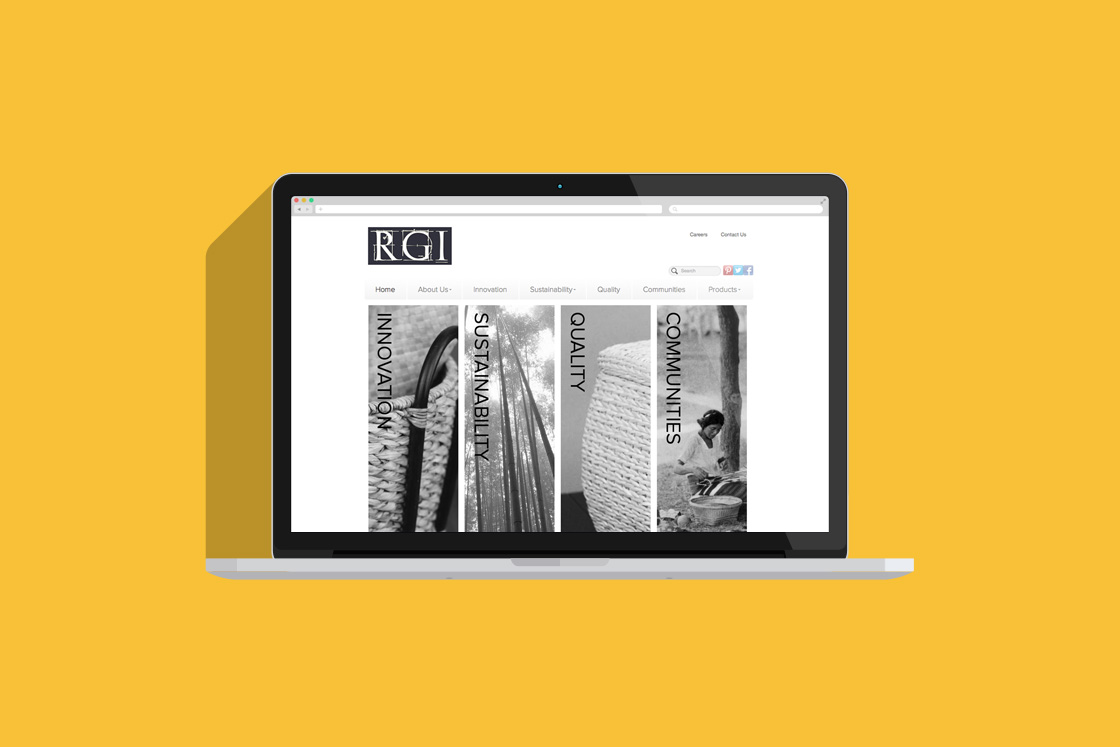 RGI
Careers Contact Us
Search
Home About Us Innovation Sustainability Quality Communities Products
INNOVATION
SUSTAINABILITY
QUALITY
COMMUNITIES